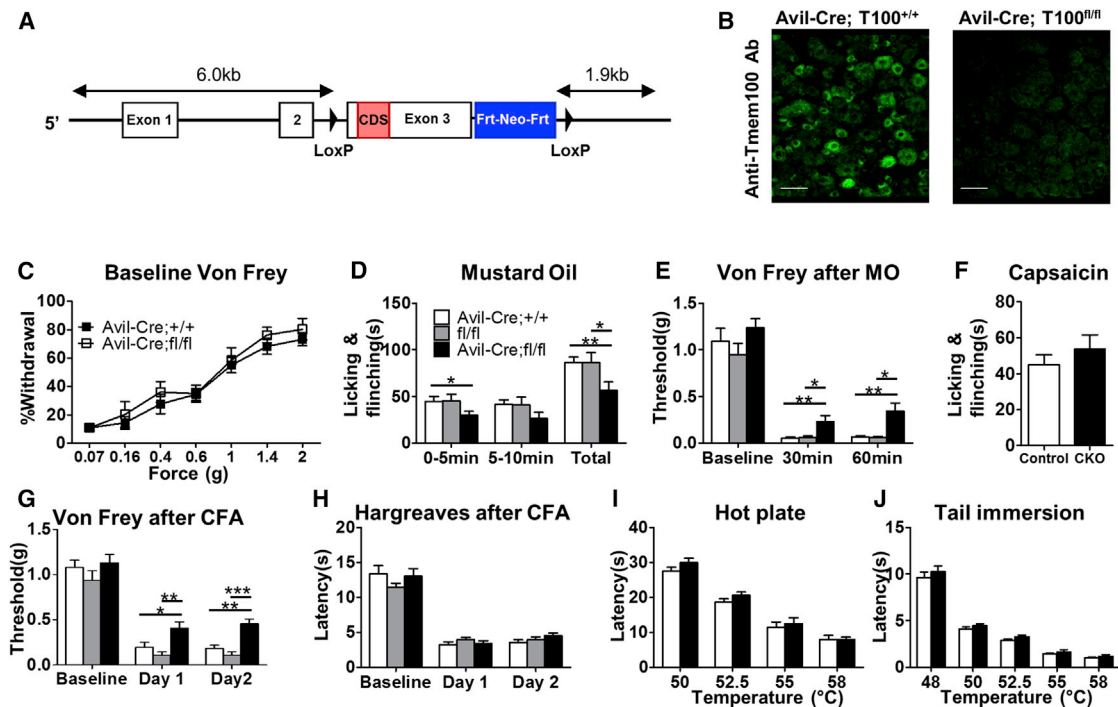 A
6.0kb
1.9kb
5’
Exon 1
2
CDS
Exon 3
Frt-Neo-Frt
LoxP
LoxP
B
Avil-Cre; T100+/+
Avil-Cre; T100fl/fl
Anti-Tmem100 Ab
C
Baseline Von Frey
%Withdrawal
100
80
60
40
20
0
Avil-Cre;+/+
Avil-Cre;fl/fl
0.07 0.16 0.4 0.6 1 1.4 2
Force (g)
D
Mustard Oil
Licking &
flinching(s)
150
100
50
0
Avil-Cre;+/+
fl/fl
Avil-Cre;fl/fl
*
*
**
0-5min 5-10min Total
E
Von Frey after MO
Threshold(g)
1.5
1.0
0.5
0.0
*
**
*
**
Baseline 30min 60min
F
Capsaicin
Licking &
flinching(s)
80
60
40
20
0
Control CKO
G
Von Frey after CFA
Threshold(g)
1.5
1.0
0.5
0.0
**
*
***
**
Baseline Day 1 Day2
H
Hargreaves after CFA
Latency(s)
20
15
10
5
0
Baseline Day 1 Day 2
I
Hot plate
Latency(s)
40
30
20
10
0
50 52.5 55 58
Temperature (°C)
J
Tail immersion
Latency(s)
15
10
5
0
48 50 52.5 55 58
Temperature (°C)